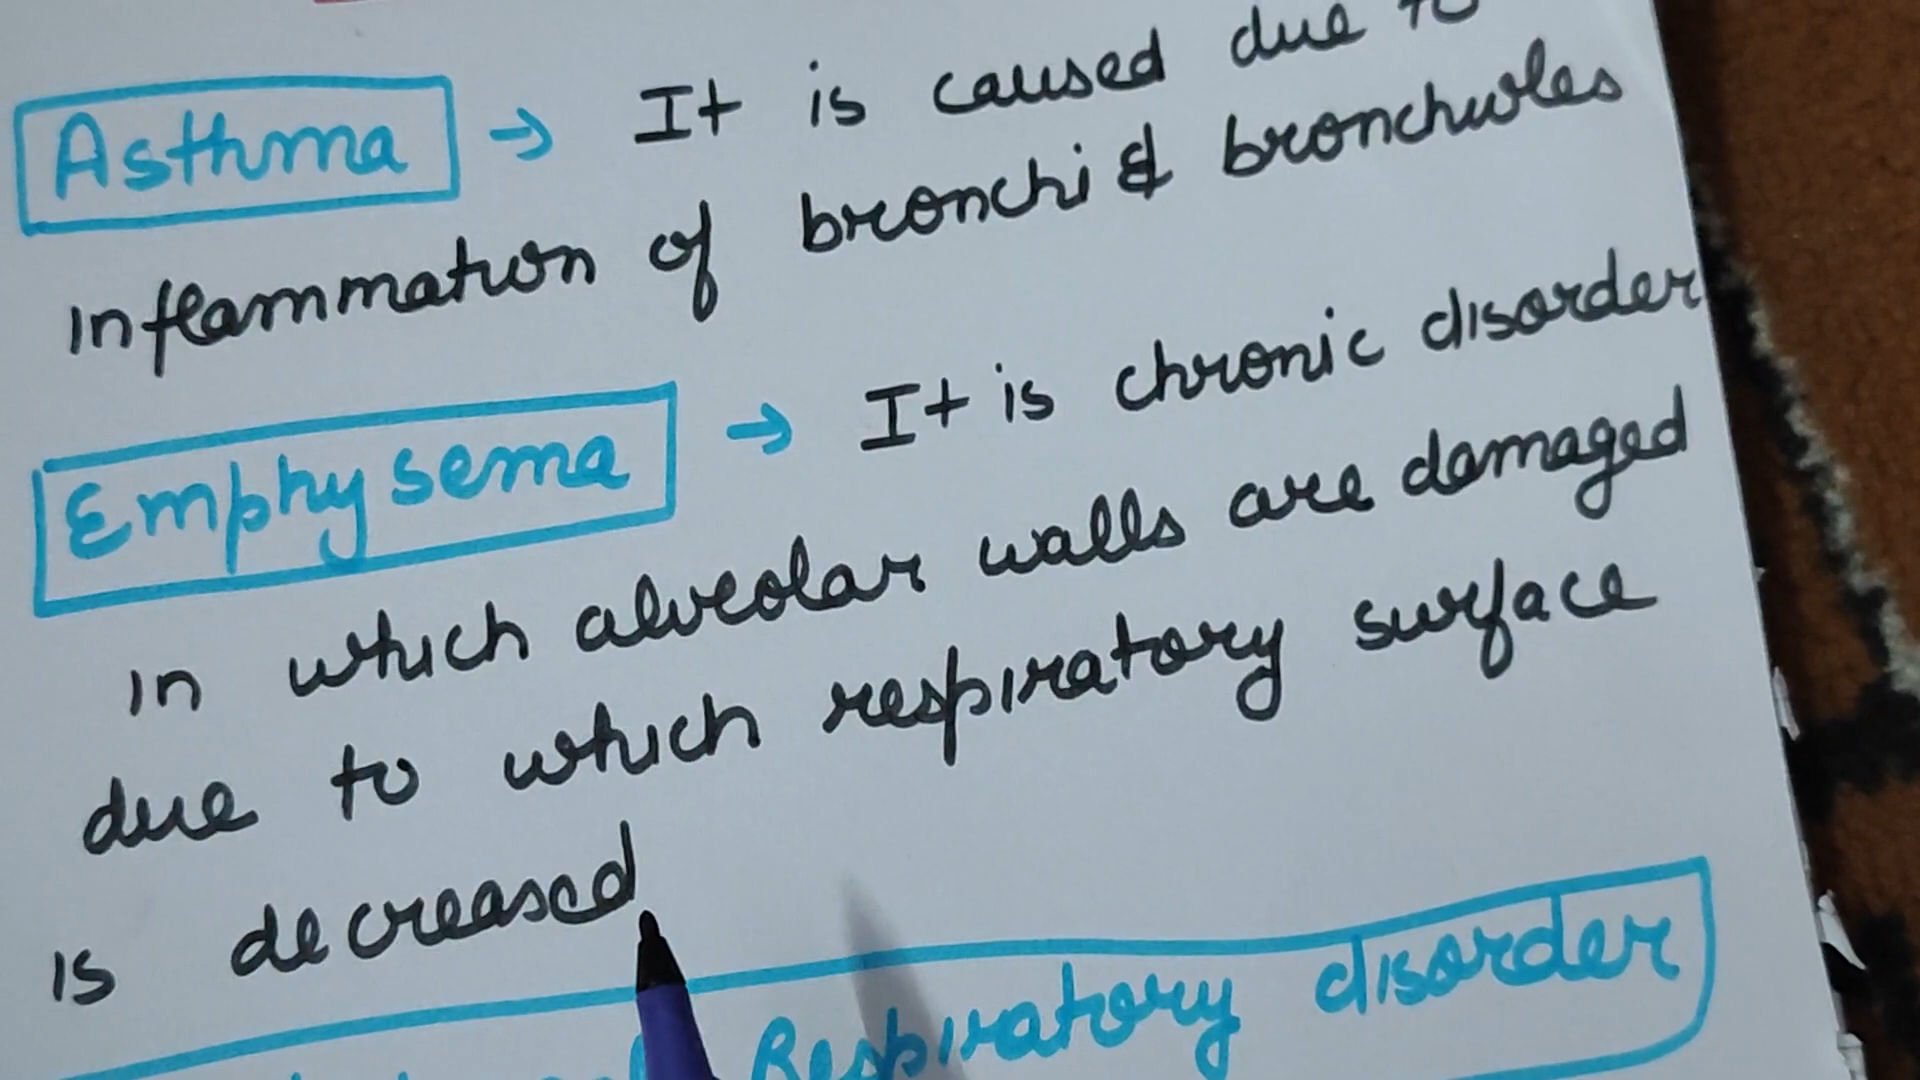 Asthma → It is caused due to
Inflammation of bronchi & bronchioles
Emphysema → It is chronic disorder
in which alveolar walls are damaged
due to which respiratory surface
is decreased
Respiratory disorder